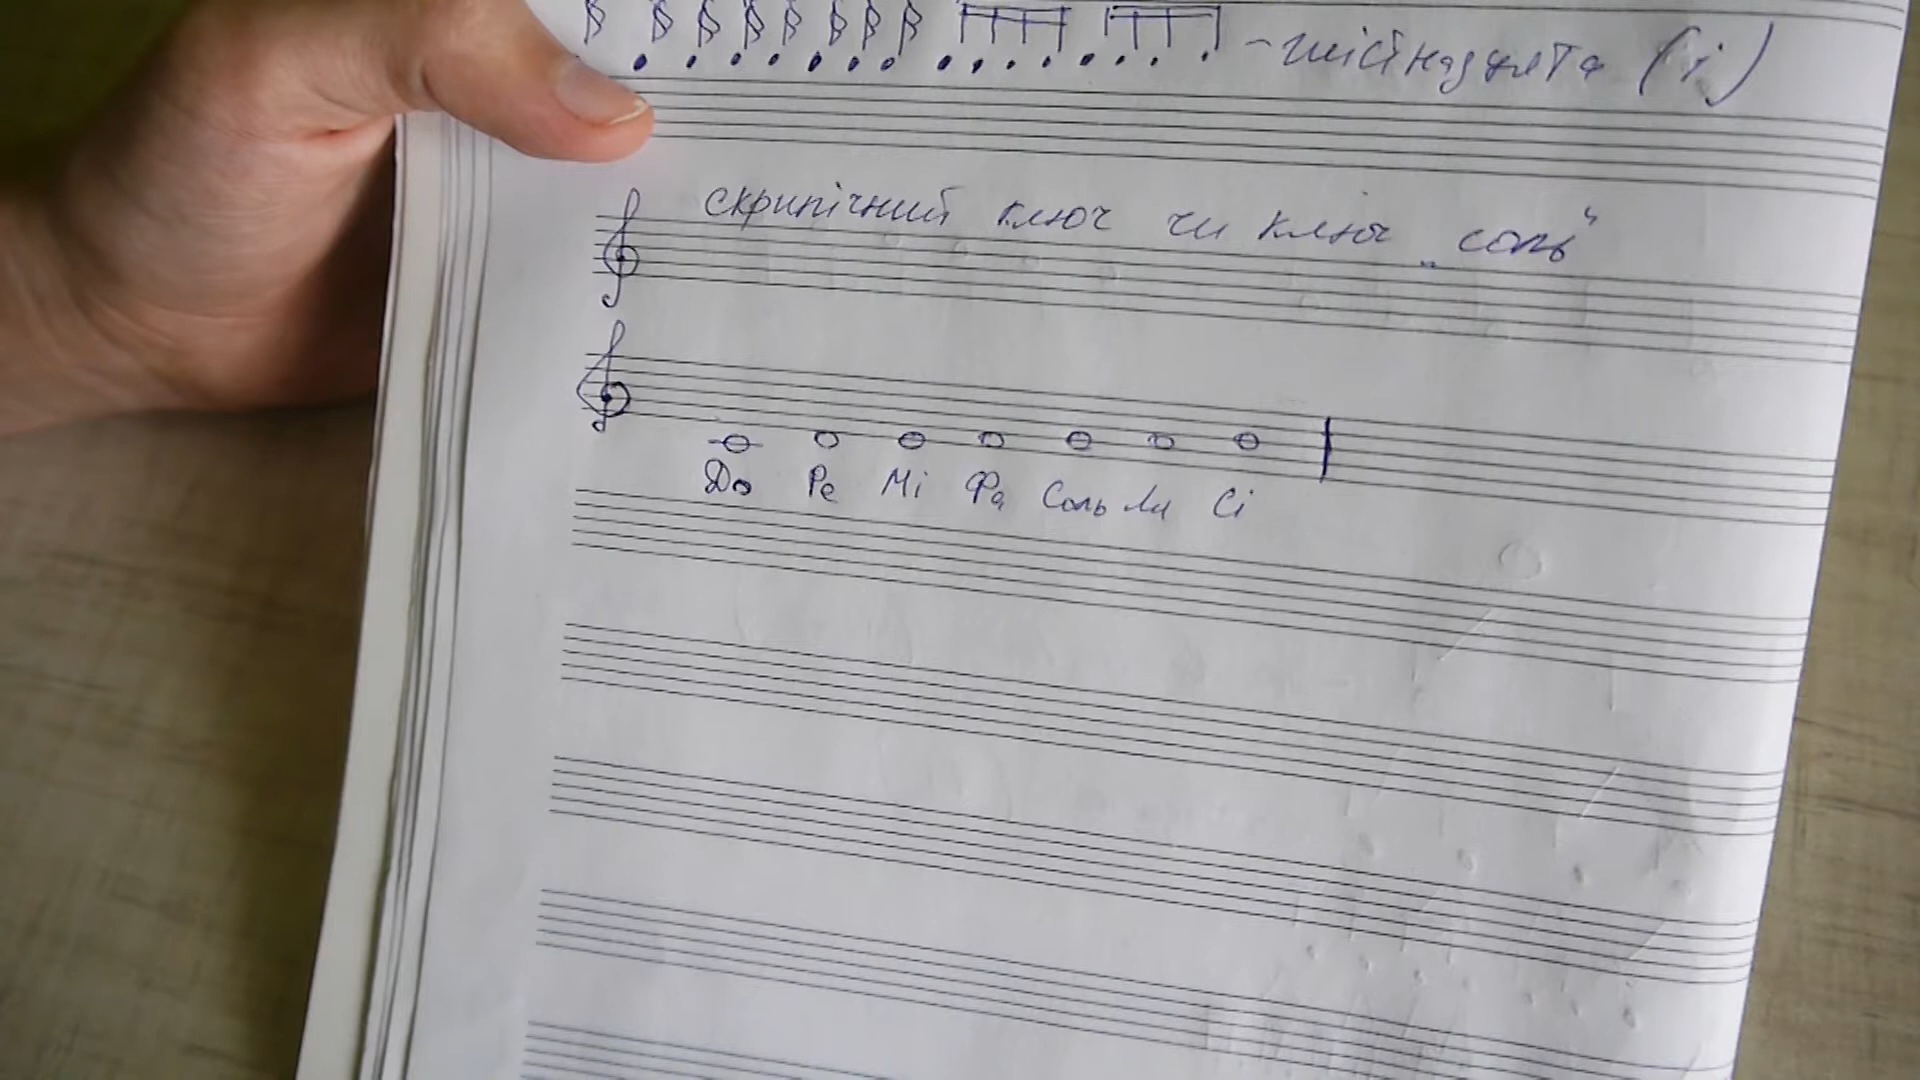 - шістнадцята (і)
скрипічний ключ чи ключ „соль“
До Ре Мі Фа Соль Ля Сі